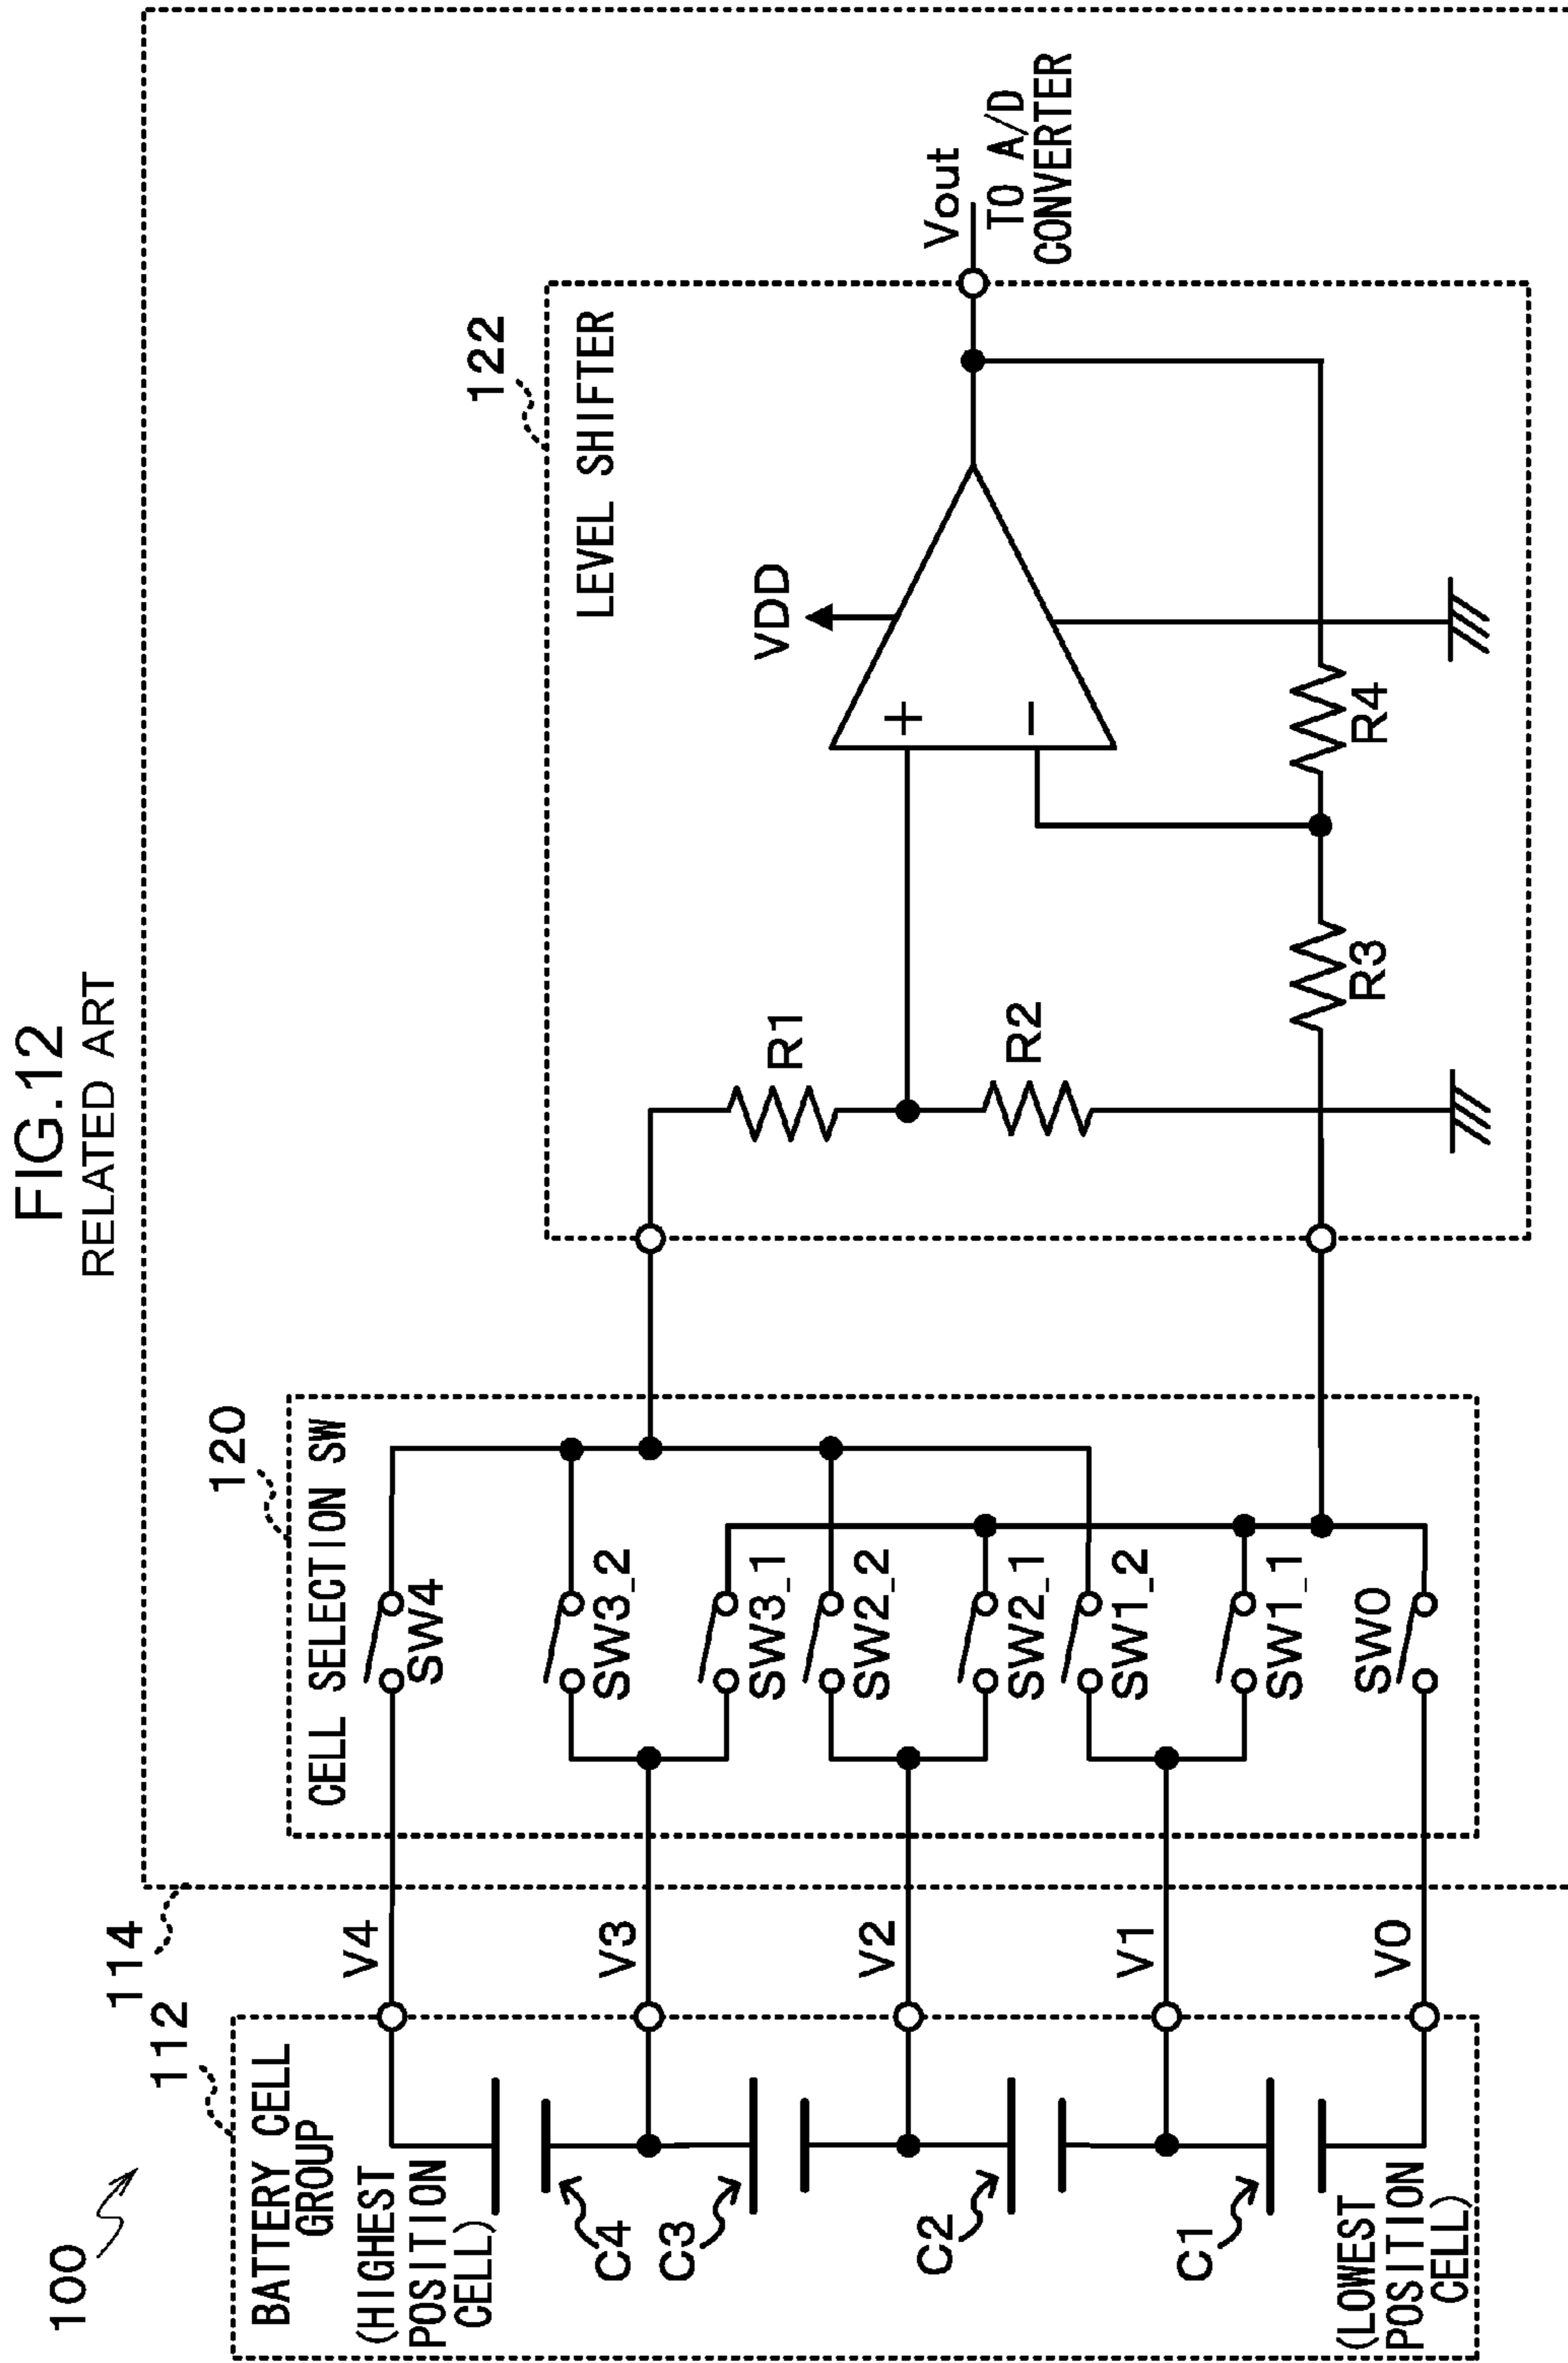 FIG.12
RELATED ART
100
112
114
120
122
BATTERY CELL
GROUP
(HIGHEST
POSITION
CELL)
C4
C3
C2
C1
(LOWEST
POSITION
CELL)
V4
V3
V2
V1
V0
CELL SELECTION SW
SW4
SW3_2
SW3_1
SW2_2
SW2_1
SW1_2
SW1_1
SW0
LEVEL SHIFTER
R1
R2
R3
R4
VDD
+
−
Vout
TO A/D
CONVERTER